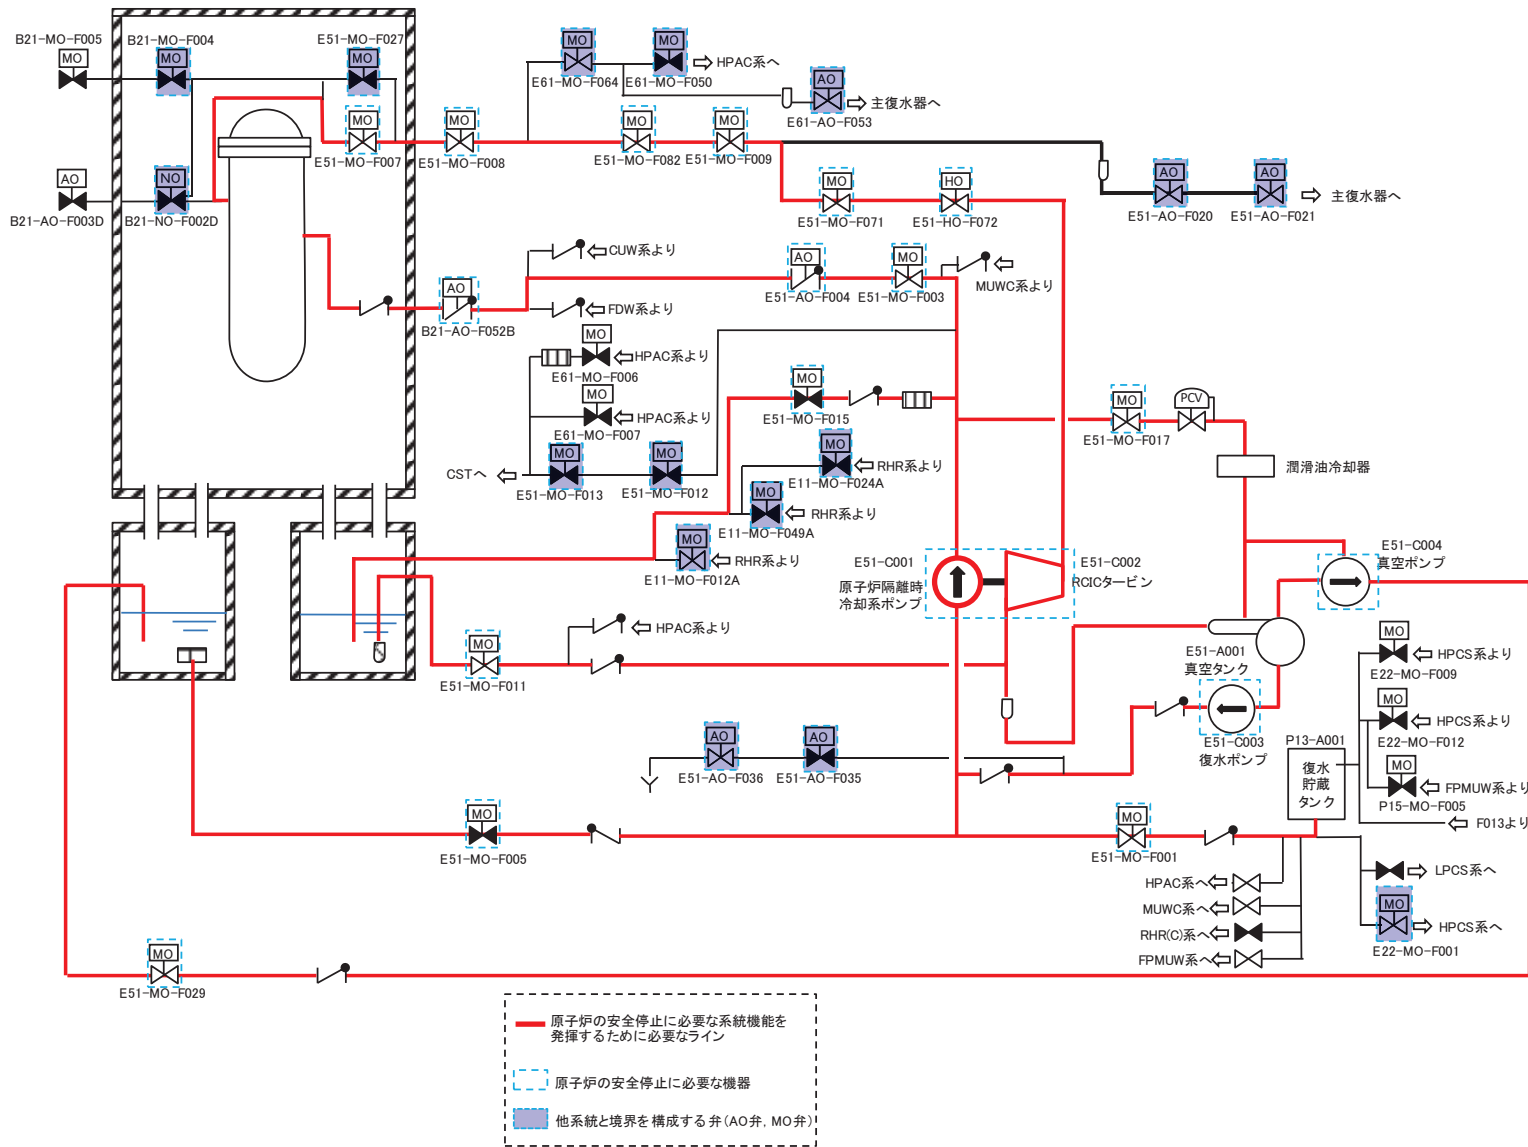 B21-MO-F005
MO
B21-MO-F004
MO
E51-MO-F027
MO
MO
E61-MO-F064
MO
E61-MO-F050
HPAC系へ
AO
E61-AO-F053
主復水器へ
MO
E51-MO-F007
MO
E51-MO-F008
MO
E51-MO-F082
MO
E51-MO-F009
AO
B21-AO-F003D
NO
B21-NO-F002D
MO
E51-MO-F071
HO
E51-HO-F072
AO
E51-AO-F020
AO
E51-AO-F021
主復水器へ
CUW系より
AO
B21-AO-F052B
FDW系より
AO
E51-AO-F004
MO
E51-MO-F003
MUWC系より
MO
HPAC系より
E61-MO-F006
MO
HPAC系より
E61-MO-F007
MO
E51-MO-F015
MO
E51-MO-F017
PCV
潤滑油冷却器
CSTへ
MO
E51-MO-F013
MO
E51-MO-F012
MO
RHR系より
E11-MO-F024A
MO
RHR系より
E11-MO-F049A
MO
RHR系より
E11-MO-F012A
E51-C001
原子炉隔離時
冷却系ポンプ
E51-C002
RCICタービン
E51-C004
真空ポンプ
HPAC系より
MO
E51-MO-F011
E51-A001
真空タンク
MO
HPCS系より
E22-MO-F009
MO
HPCS系より
E22-MO-F012
E51-C003
復水ポンプ
P13-A001
復水
貯蔵
タンク
MO
FPMUW系より
P15-MO-F005
F013より
AO
E51-AO-F036
AO
E51-AO-F035
MO
E51-MO-F005
MO
E51-MO-F001
HPAC系へ
MUWC系へ
RHR(C)系へ
FPMUW系へ
LPCS系へ
MO
HPCS系へ
E22-MO-F001
MO
E51-MO-F029
原子炉の安全停止に必要な系統機能を
発揮するために必要なライン
原子炉の安全停止に必要な機器
他系統と境界を構成する弁(AO弁, MO弁)